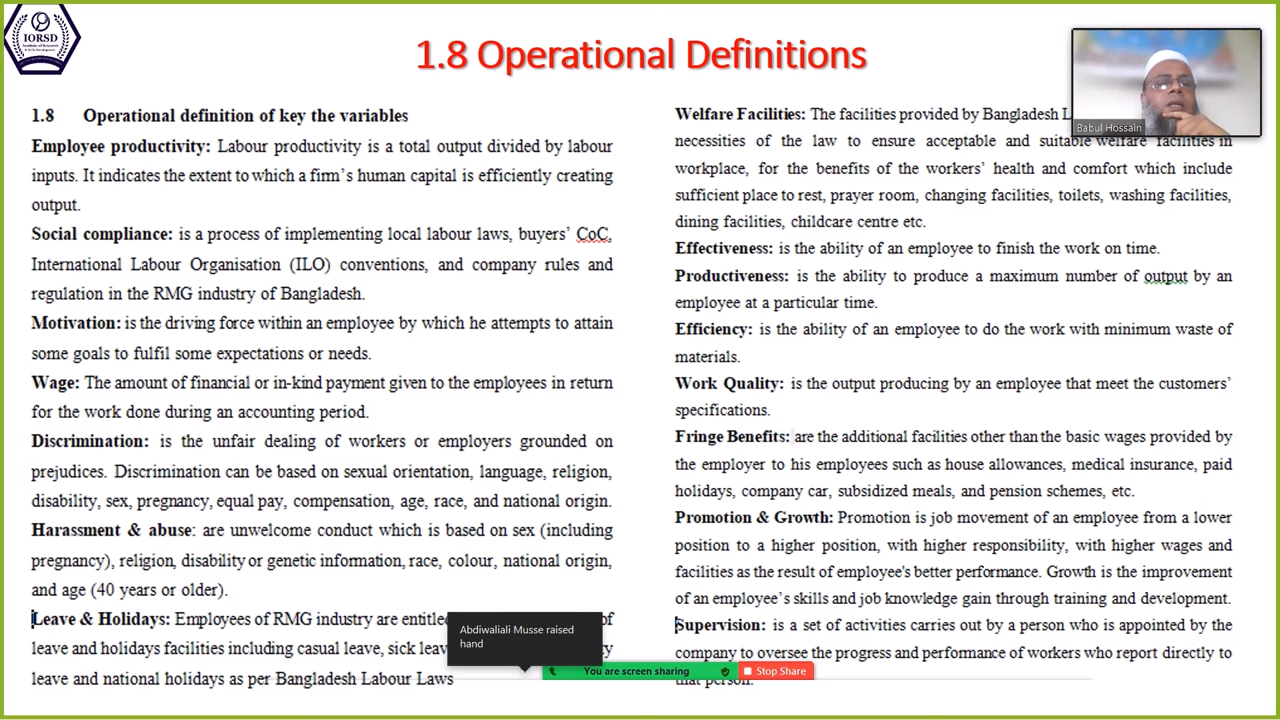 IORSD
Institute of Research
1.8 Operational Definitions
1.8 Operational definition of key the variables
Employee productivity: Labour productivity is a total output divided by labour
inputs. It indicates the extent to which a firm's human capital is efficiently creating
output.
Social compliance: is a process of implementing local labour laws, buyers' CoC,
International Labour Organisation (ILO) conventions, and company rules and
regulation in the RMG industry of Bangladesh.
Motivation: is the driving force within an employee by which he attempts to attain
some goals to fulfil some expectations or needs.
Wage: The amount of financial or in-kind payment given to the employees in return
for the work done during an accounting period.
Discrimination: is the unfair dealing of workers or employers grounded on
prejudices. Discrimination can be based on sexual orientation, language, religion,
disability, sex, pregnancy, equal pay, compensation, age, race, and national origin.
Harassment & abuse: are unwelcome conduct which is based on sex (including
pregnancy), religion, disability or genetic information, race, colour, national origin,
and age (40 years or older).
Leave & Holidays: Employees of RMG industry are of
leave and holidays facilities including casual leave, sick
leave and national holidays as per Bangladesh Labour Laws
Welfare Facilities: The facilities provided by Bangladesh
necesities of the law to ensure acceptable and suitable welfare facilities in
workplace, for the benefits of the workers' health and comfort which include
sufficient place to rest, prayer room, changing facilities, toilets, washing facilities,
dining facilities, childcare centre etc.
Effectiveness: is the ability of an employee to finish the work on time.
Productiveness: is the ability to produce a maximum number of output by an
employee at a particular time.
Efficiency: is the ability of an employee to do the work with minimum waste of
materials.
Work Quality: is the output producing by an employee that meet the customers'
specifications.
Fringe Benefits: are the additional facilities other than the basic wages provided by
the employer to his employees such as house allowances, medical insurance, paid
holidays, company car, subsidized meals, and pension schemes, etc.
Promotion & Growth: Promotion is job movement of an employee from a lower
position to a higher position, with higher responsibility, with higher wages and
facilities as the result of employee's better performance. Growth is the improvement
of an employee's skills and job knowledge gain through training and development.
Supervision: is a set of activities carries out by a person who is appointed by the
company to oversee the progress and performance of workers who report directly to
that person.
Babul Hossain
Abdiwaliali Musse raised
hand
You are screen sharing
Stop Share